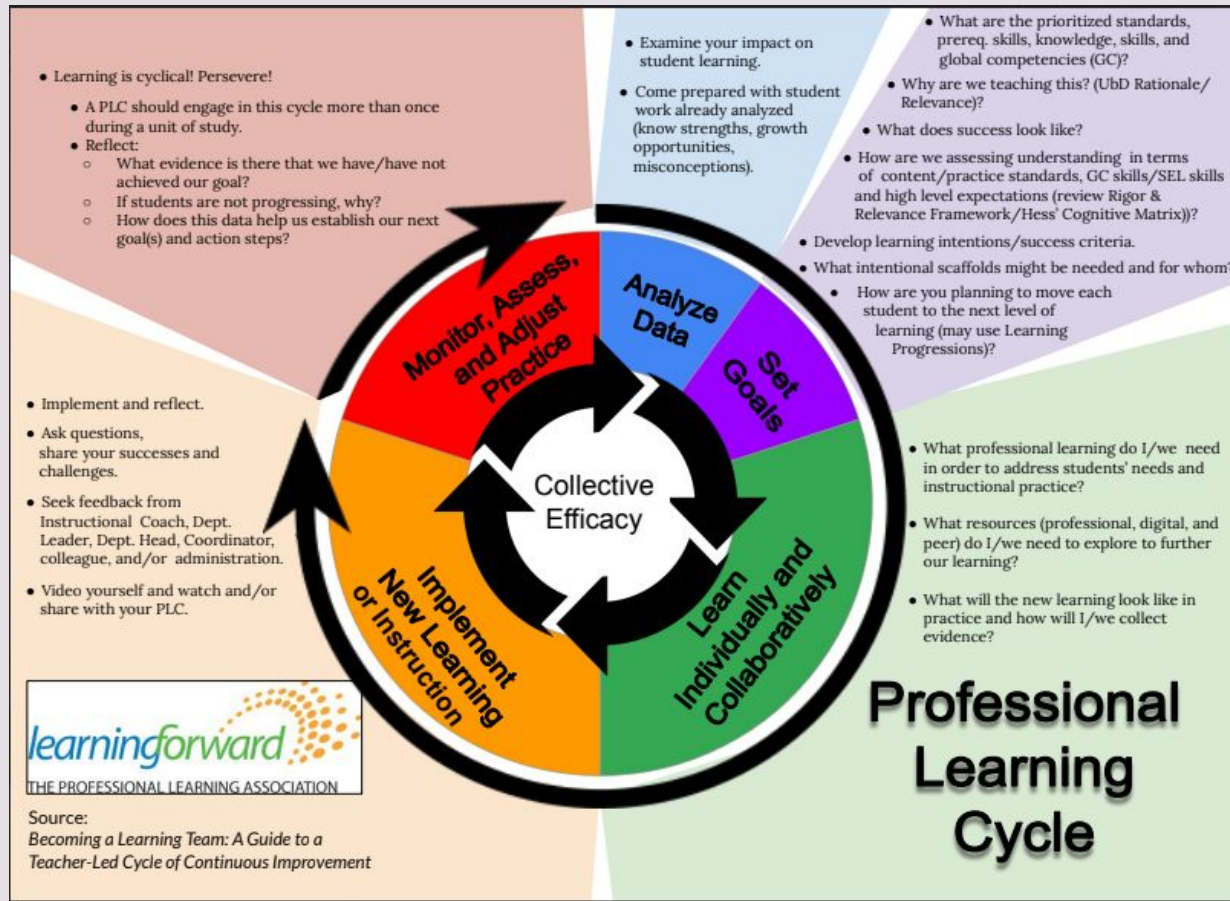 ● Learning is cyclical! Persevere!
● A PLC should engage in this cycle more than once
during a unit of study.
● Reflect:
○ What evidence is there that we have/have not
achieved our goal?
○ If students are not progressing, why?
○ How does this data help us establish our next
goal(s) and action steps?
● Examine your impact on
student learning.
● Come prepared with student
work already analyzed
(know strengths, growth
opportunities,
misconceptions).
● What are the prioritized standards,
prereq. skills, knowledge, skills, and
global competencies (GC)?
● Why are we teaching this? (UbD Rationale/
Relevance)?
● What does success look like?
● How are we assessing understanding in terms
of content/practice standards, GC skills/SEL skills
and high level expectations (review Rigor &
Relevance Framework/Hess' Cognitive Matrix))?
● Develop learning intentions/success criteria.
● What intentional scaffolds might be needed and for whom?
● How are you planning to move each
student to the next level of
learning (may use Learning
Progressions)?
Monitor, Assess,
and Adjust
Practice
Analyze
Data
Set
Goals
Collective
Efficacy
Implement
New Learning
or Instruction
Learn
Individually and
Collaboratively
● Implement and reflect.
● Ask questions,
share your successes and
challenges.
● Seek feedback from
Instructional Coach, Dept.
Leader, Dept. Head, Coordinator,
colleague, and/or administration.
● Video yourself and watch and/or
share with your PLC.
● What professional learning do I/we need
in order to address students' needs and
instructional practice?
● What resources (professional, digital, and
peer) do I/we need to explore to further
our learning?
● What will the new learning look like in
practice and how will I/we collect
evidence?
learningforward
THE PROFESSIONAL LEARNING ASSOCIATION
Source:
Becoming a Learning Team: A Guide to a
Teacher-Led Cycle of Continuous Improvement
Professional
Learning
Cycle